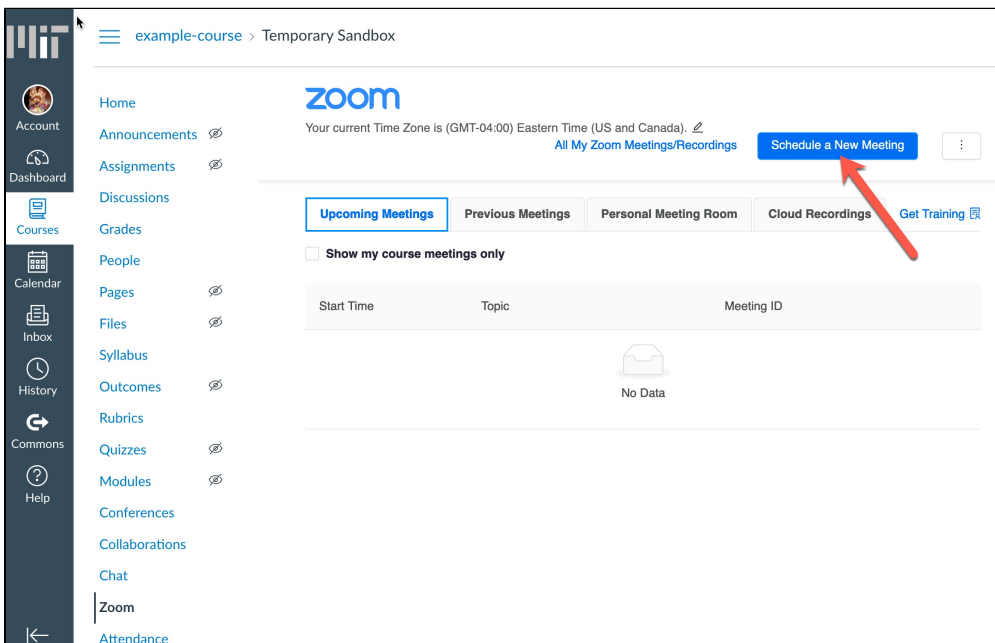 MIT
example-course > Temporary Sandbox
Account
Dashboard
Courses
Calendar
Inbox
History
Commons
Help
Home
Announcements
Assignments
Discussions
Grades
People
Pages
Files
Syllabus
Outcomes
Rubrics
Quizzes
Modules
Conferences
Collaborations
Chat
Zoom
Attendance
zoom
Your current Time Zone is (GMT-04:00) Eastern Time (US and Canada).
All My Zoom Meetings/Recordings Schedule a New Meeting
Upcoming Meetings Previous Meetings Personal Meeting Room Cloud Recordings Get Training
Show my course meetings only
Start Time Topic Meeting ID
No Data